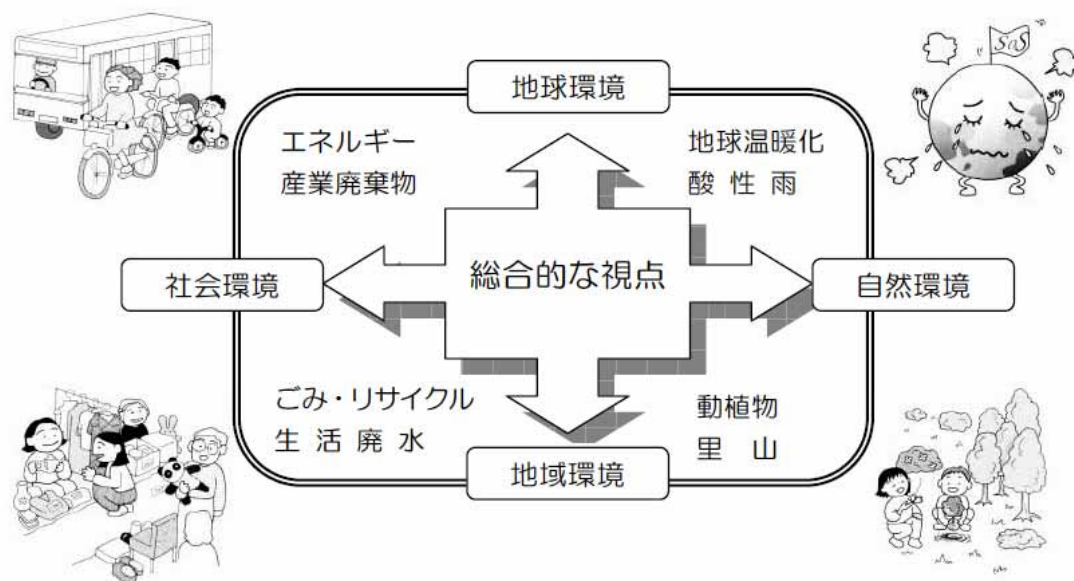 SOS
地球環境
エネルギー
産業廃棄物
地球温暖化
酸性雨
社会環境
総合的な視点
自然環境
ごみ・リサイクル
生活廃水
動植物
里山
地域環境